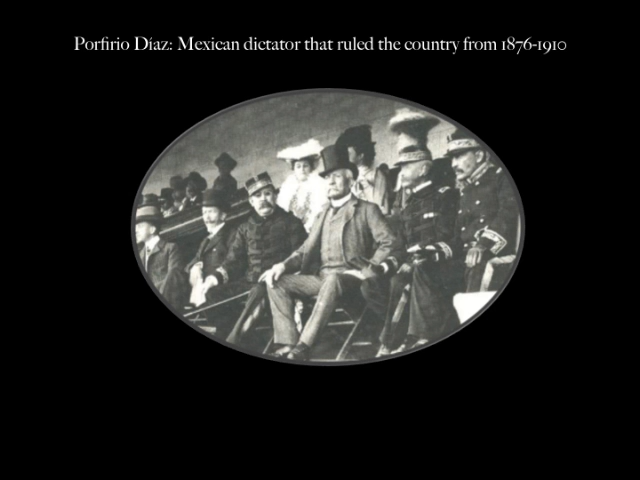 Porfirio Díaz: Mexican dictator that ruled the country from 1876-1910